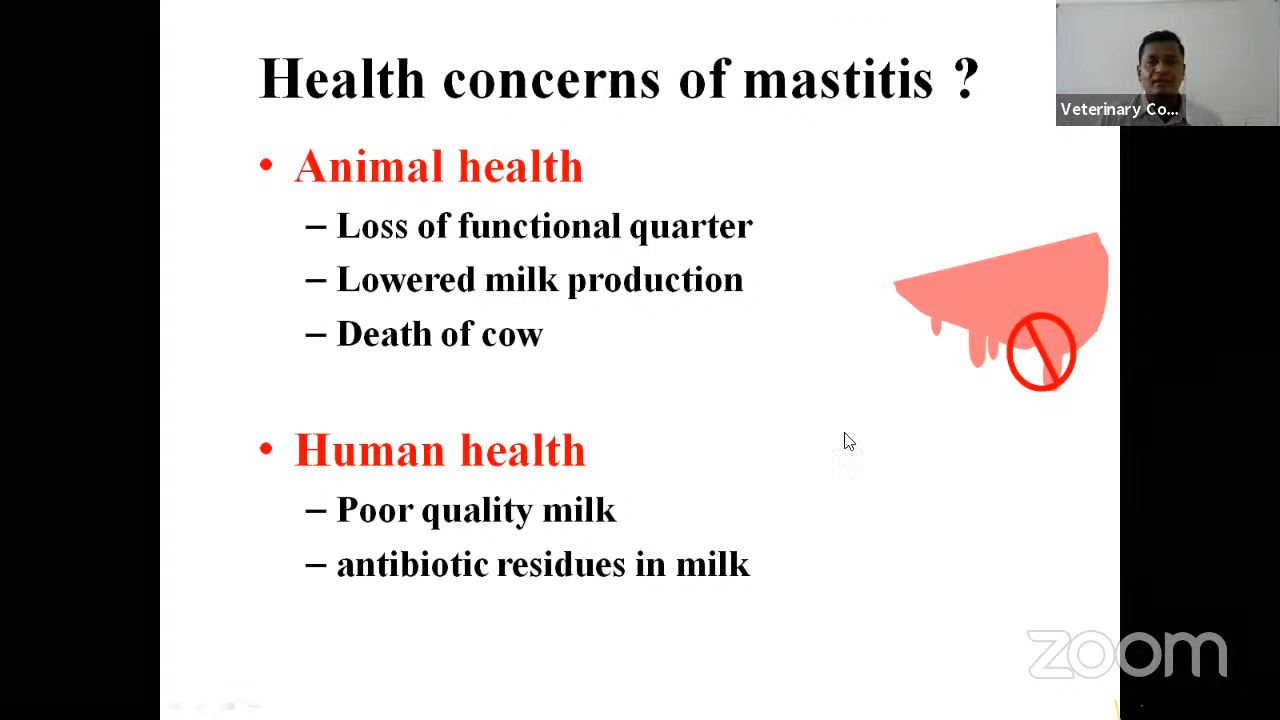 Health concerns of mastitis ?
Veterinary Co...
• Animal health
– Loss of functional quarter
– Lowered milk production
– Death of cow
• Human health
– Poor quality milk
– antibiotic residues in milk
zoom